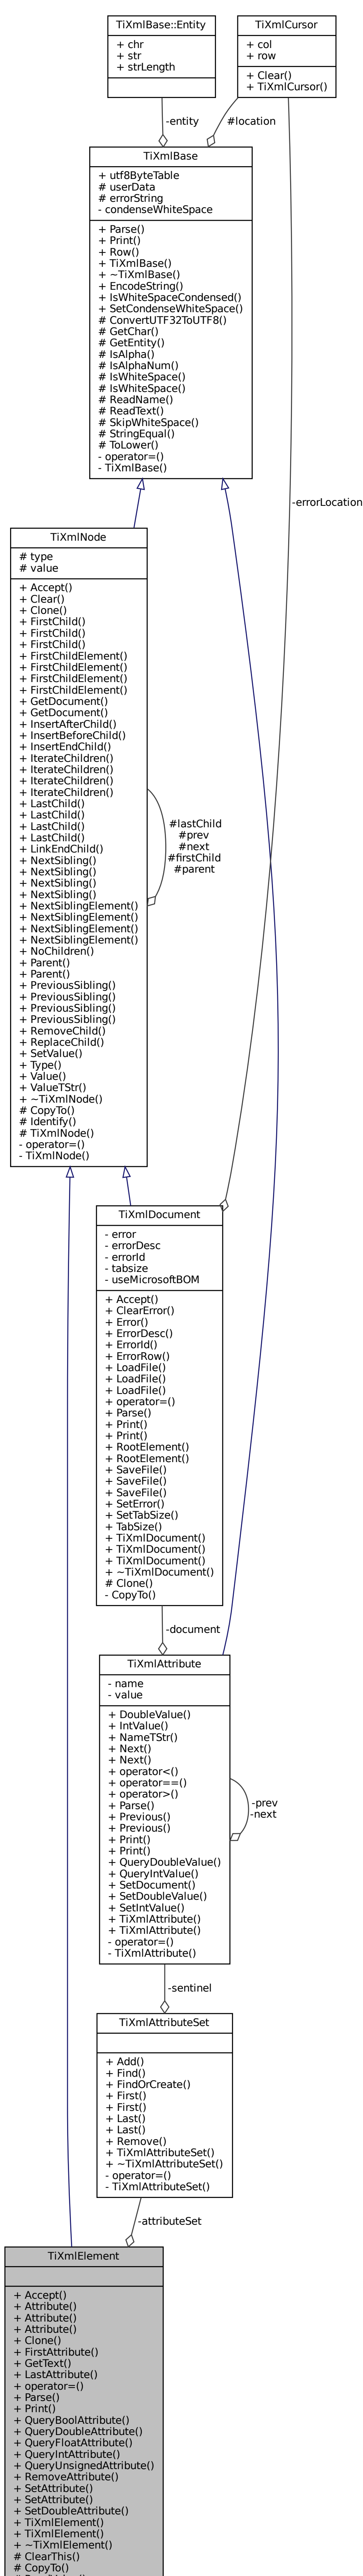 TiXmlBase::Entity
+ chr
+ str
+ strLength
TiXmlCursor
+ col
+ row
+ Clear()
+ TiXmlCursor()
-entity
#location
TiXmlBase
+ utf8ByteTable
# userData
# errorString
- condenseWhiteSpace
+ Parse()
+ Print()
+ Row()
+ TiXmlBase()
+ ~TiXmlBase()
+ EncodeString()
+ IsWhiteSpaceCondensed()
+ SetCondenseWhiteSpace()
# ConvertUTF32ToUTF8()
# GetChar()
# GetEntity()
# IsAlpha()
# IsAlphaNum()
# IsWhiteSpace()
# IsWhiteSpace()
# ReadName()
# ReadText()
# SkipWhiteSpace()
# StringEqual()
# ToLower()
- operator=()
- TiXmlBase()
-errorLocation
TiXmlNode
# type
# value
+ Accept()
+ Clear()
+ Clone()
+ FirstChild()
+ FirstChild()
+ FirstChild()
+ FirstChildElement()
+ FirstChildElement()
+ FirstChildElement()
+ FirstChildElement()
+ GetDocument()
+ GetDocument()
+ InsertAfterChild()
+ InsertBeforeChild()
+ InsertEndChild()
+ IterateChildren()
+ IterateChildren()
+ IterateChildren()
+ IterateChildren()
+ LastChild()
+ LastChild()
+ LastChild()
+ LastChild()
+ LinkEndChild()
+ NextSibling()
+ NextSibling()
+ NextSibling()
+ NextSibling()
+ NextSiblingElement()
+ NextSiblingElement()
+ NextSiblingElement()
+ NextSiblingElement()
+ NoChildren()
+ Parent()
+ Parent()
+ PreviousSibling()
+ PreviousSibling()
+ PreviousSibling()
+ PreviousSibling()
+ RemoveChild()
+ ReplaceChild()
+ SetValue()
+ Type()
+ Value()
+ ValueTStr()
+ ~TiXmlNode()
# CopyTo()
# Identify()
# TiXmlNode()
- operator=()
- TiXmlNode()
#lastChild
#prev
#next
#firstChild
#parent
TiXmlDocument
- error
- errorDesc
- errorId
- tabsize
- useMicrosoftBOM
+ Accept()
+ ClearError()
+ Error()
+ ErrorDesc()
+ ErrorId()
+ ErrorRow()
+ LoadFile()
+ LoadFile()
+ LoadFile()
+ operator=()
+ Parse()
+ Print()
+ Print()
+ RootElement()
+ RootElement()
+ SaveFile()
+ SaveFile()
+ SaveFile()
+ SetError()
+ SetTabSize()
+ TabSize()
+ TiXmlDocument()
+ TiXmlDocument()
+ TiXmlDocument()
+ ~TiXmlDocument()
# Clone()
- CopyTo()
-document
TiXmlAttribute
- name
- value
+ DoubleValue()
+ IntValue()
+ NameTStr()
+ Next()
+ Next()
+ operator<()
+ operator==()
+ operator>()
+ Parse()
+ Previous()
+ Previous()
+ Print()
+ Print()
+ QueryDoubleValue()
+ QueryIntValue()
+ SetDocument()
+ SetDoubleValue()
+ SetIntValue()
+ TiXmlAttribute()
+ TiXmlAttribute()
- operator=()
- TiXmlAttribute()
-prev
-next
-sentinel
TiXmlAttributeSet
+ Add()
+ Find()
+ FindOrCreate()
+ First()
+ First()
+ Last()
+ Last()
+ Remove()
+ TiXmlAttributeSet()
+ ~TiXmlAttributeSet()
- operator=()
- TiXmlAttributeSet()
-attributeSet
TiXmlElement
+ Accept()
+ Attribute()
+ Attribute()
+ Attribute()
+ Clone()
+ FirstAttribute()
+ GetText()
+ LastAttribute()
+ operator=()
+ Parse()
+ Print()
+ QueryBoolAttribute()
+ QueryDoubleAttribute()
+ QueryFloatAttribute()
+ QueryIntAttribute()
+ QueryUnsignedAttribute()
+ RemoveAttribute()
+ SetAttribute()
+ SetAttribute()
+ SetDoubleAttribute()
+ TiXmlElement()
+ TiXmlElement()
+ ~TiXmlElement()
# ClearThis()
# CopyTo()